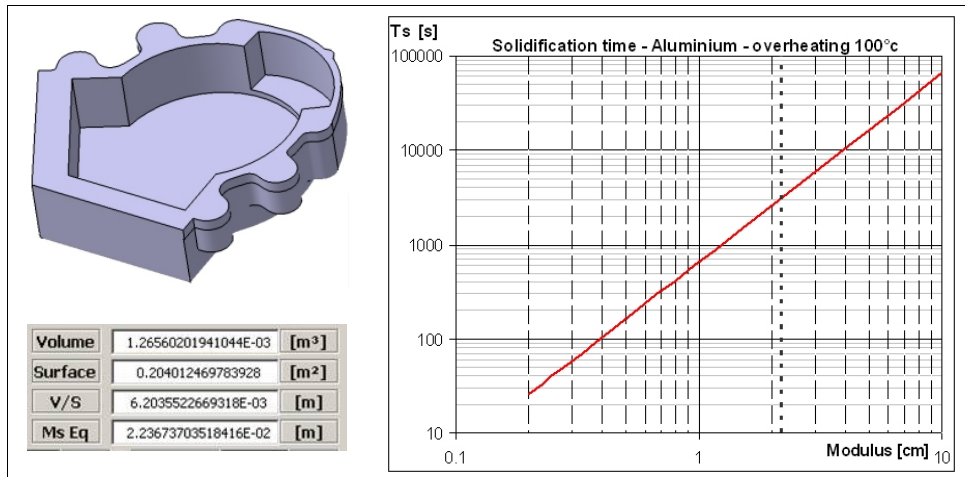 Volume 1.26560201941044E-03 [m³]
Surface 0.204012469783928 [m²]
V/S 6.2035522669318E-03 [m]
Ms Eq 2.23673703518416E-02 [m]
Ts [s]
Solidification time - Aluminium - overheating 100°c
100000
10000
1000
100
10
0.1 1 10
Modulus [cm]